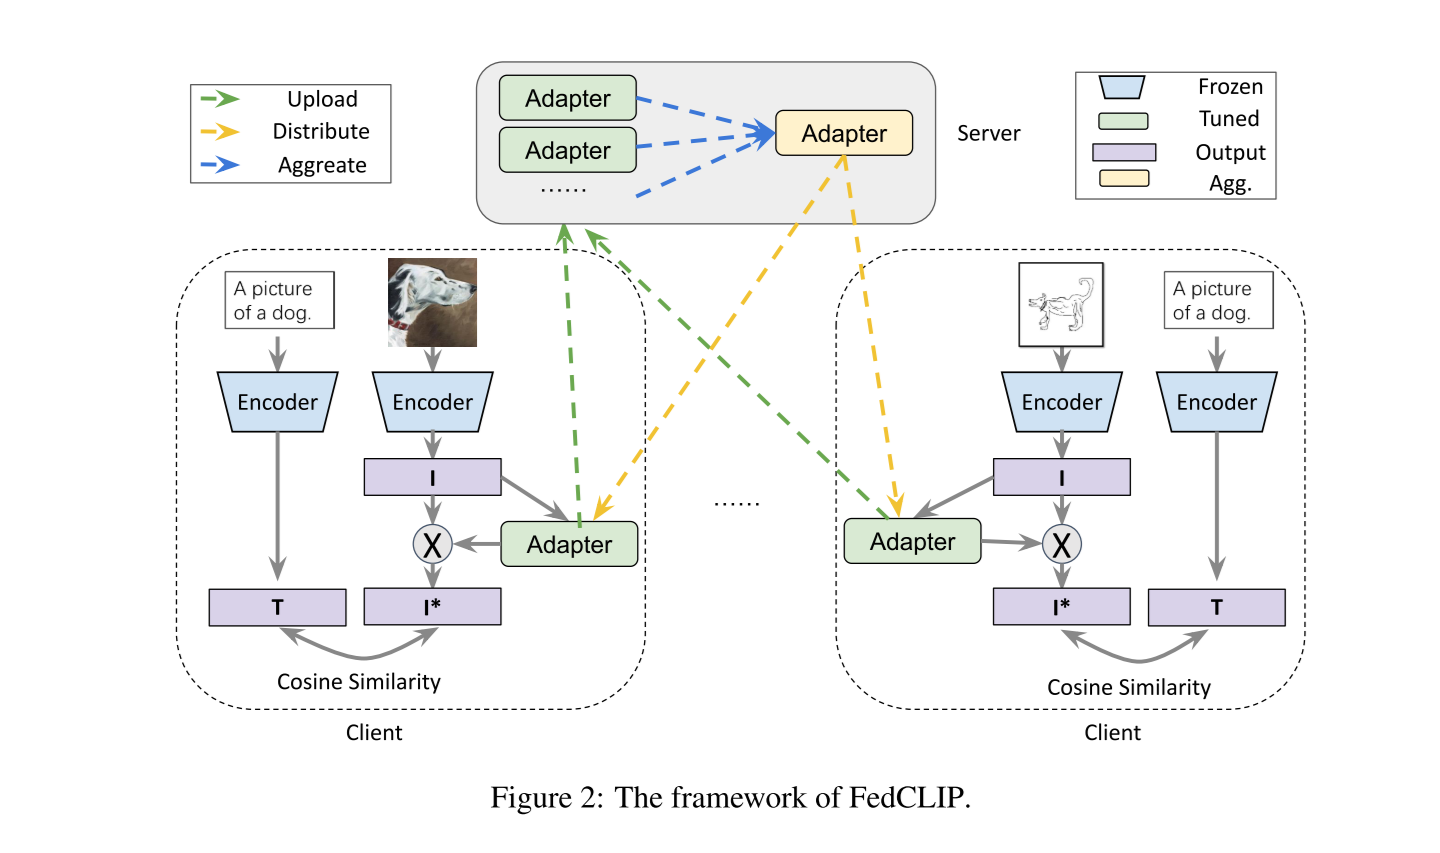 Upload
Distribute
Aggreate
Adapter
Adapter
......
Adapter
Server
Frozen
Tuned
Output
Agg.
A picture
of a dog.
Encoder
Encoder
I
X
Adapter
T
I*
Cosine Similarity
Client
......
A picture
of a dog.
Encoder
Encoder
I
Adapter
X
I*
T
Cosine Similarity
Client
Figure 2: The framework of FedCLIP.